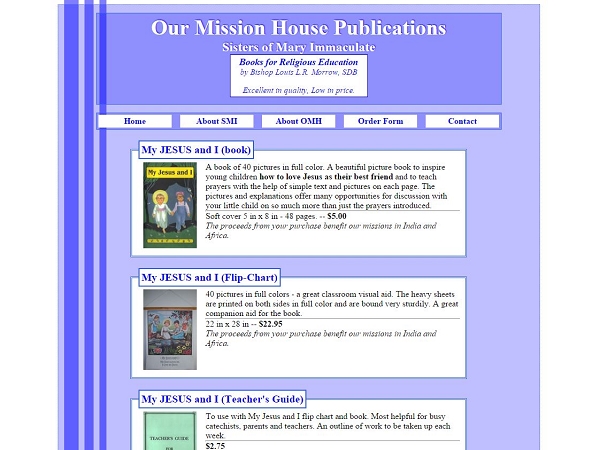 Our Mission House Publications
Sisters of Mary Immaculate
Books for Religious Education
by Bishop Louis L.R. Morrow, SDB
Excellent in quality, Low in price.
Home About SMI About OMH Order Form Contact
My JESUS and I (book)
My Jesus and I
A book of 40 pictures in full color. A beautiful picture book to inspire
young children how to love Jesus as their best friend and to teach
prayers with the help of simple text and pictures on each page. The
pictures and explanations offer many opportunities for discussion with
your little child on so much more than just the prayers introduced.
Soft cover 5 in x 8 in - 48 pages. -- $5.00
The proceeds from your purchase benefit our missions in India and
Africa.
My JESUS and I (Flip-Chart)
40 pictures in full colors - a great classroom visual aid. The heavy sheets
are printed on both sides in full color and are bound very sturdily. A great
companion aid for the book.
22 in x 28 in -- $22.95
The proceeds from your purchase benefit our missions in India and
Africa.
My JESUS and I (Teacher's Guide)
TEACHER'S GUIDE
FOR
To use with My Jesus and I flip chart and book. Most helpful for busy
catechists, parents and teachers. An outline of work to be taken up each
week.
$2.75